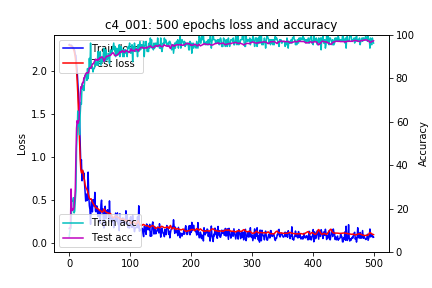 c4_001: 500 epochs loss and accuracy
Train loss
Test loss
Train acc
Test acc
Loss
Accuracy
2.0
1.5
1.0
0.5
0.0
100
80
60
40
20
0
0
100
200
300
400
500